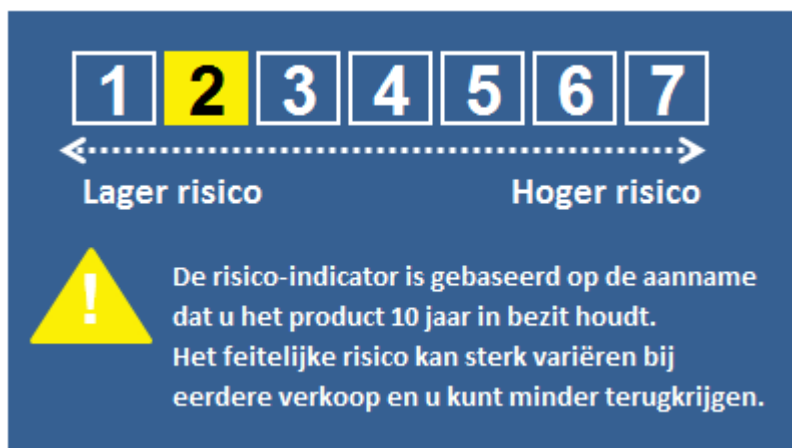 1 2 3 4 5 6 7
Lager risico Hoger risico
!
De risico-indicator is gebaseerd op de aanname
dat u het product 10 jaar in bezit houdt.
Het feitelijke risico kan sterk variëren bij
eerdere verkoop en u kunt minder terugkrijgen.